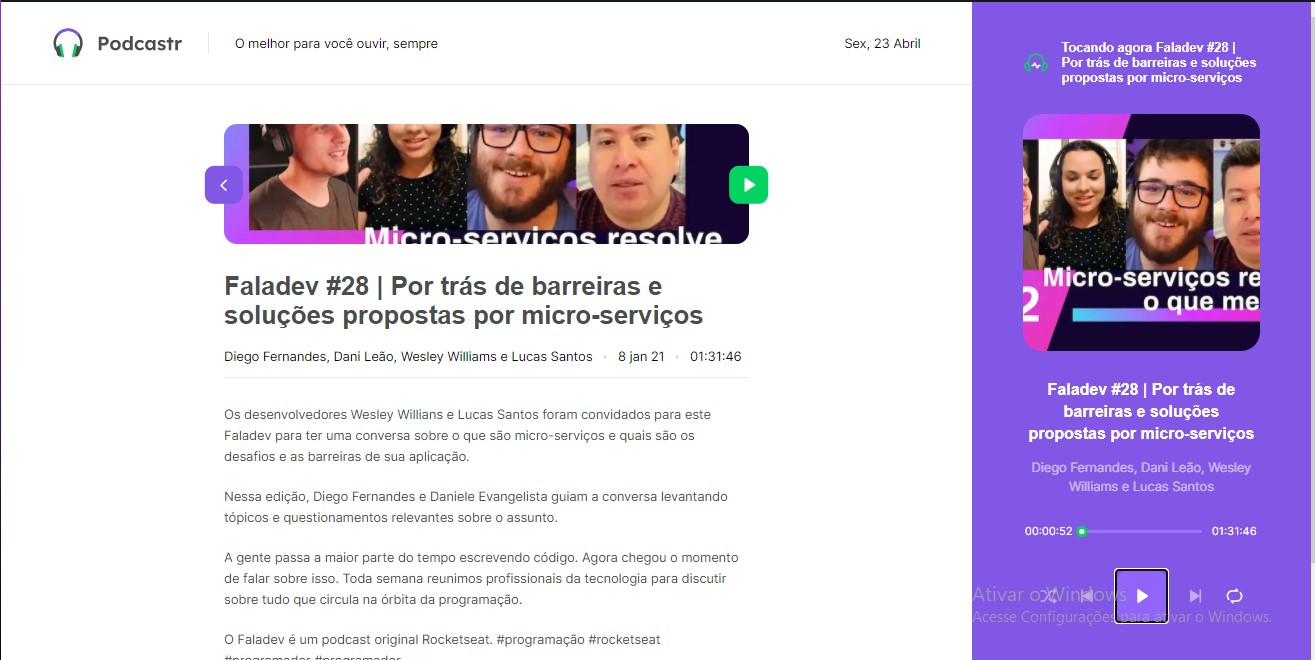 Podcastr
O melhor para você ouvir, sempre
Sex, 23 Abril
Micro-serviços resolve
Faladev #28 | Por trás de barreiras e
soluções propostas por micro-serviços
Diego Fernandes, Dani Leão, Wesley Williams e Lucas Santos • 8 jan 21 • 01:31:46
Os desenvolvedores Wesley Willians e Lucas Santos foram convidados para este
Faladev para ter uma conversa sobre o que são micro-serviços e quais são os
desafios e as barreiras de sua aplicação.
Nessa edição, Diego Fernandes e Daniele Evangelista guiam a conversa levantando
tópicos e questionamentos relevantes sobre o assunto.
A gente passa a maior parte do tempo escrevendo código. Agora chegou o momento
de falar sobre isso. Toda semana reunimos profissionais da tecnologia para discutir
sobre tudo que circula na órbita da programação.
O Faladev é um podcast original Rocketseat. #programação #rocketseat
#programador #programador
Tocando agora Faladev #28 |
Por trás de barreiras e soluções
propostas por micro-serviços
Micro-serviços re
2 o que me
Faladev #28 | Por trás de
barreiras e soluções
propostas por micro-serviços
Diego Fernandes, Dani Leão, Wesley
Williams e Lucas Santos
00:00:52
01:31:46
Ativar o Windows
Acesse Configurações para ativar o Windows.